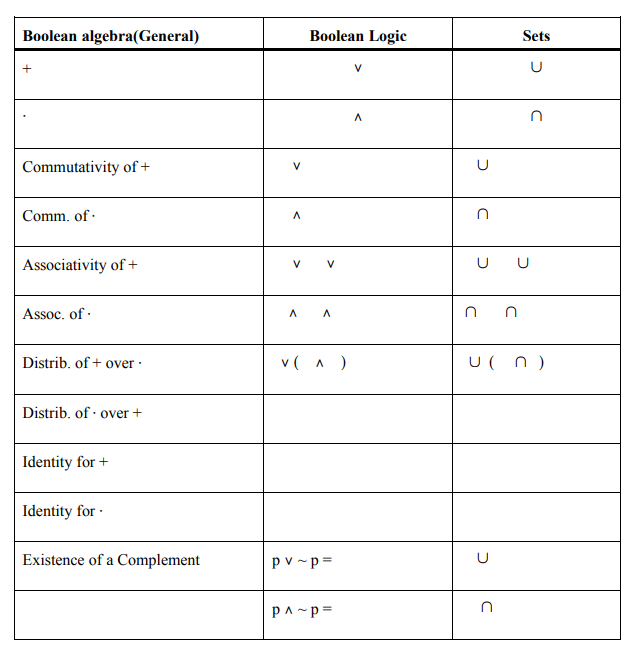 Boolean algebra(General) Boolean Logic Sets
+ ∨ ∪
· ∧ ∩
Commutativity of + ∨ ∪
Comm. of · ∧ ∩
Associativity of + ∨ ∨ ∪ ∪
Assoc. of · ∧ ∧ ∩ ∩
Distrib. of + over · ∨ ( ∧ ) ∪ ( ∩ )
Distrib. of · over +
Identity for +
Identity for ·
Existence of a Complement p ∨ ~ p = ∪
p ∧ ~ p = ∩